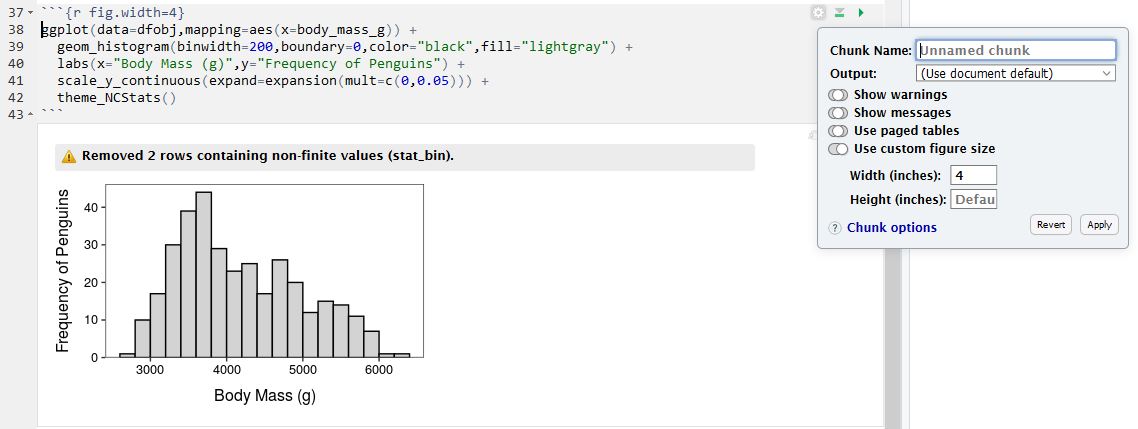 37 ```{r fig.width=4}
38 ggplot(data=dfobj,mapping=aes(x=body_mass_g)) +
39 geom_histogram(binwidth=200,boundary=0,color="black",fill="lightgray") +
40 labs(x="Body Mass (g)",y="Frequency of Penguins") +
41 scale_y_continuous(expand=expansion(mult=c(0,0.05))) +
42 theme_NCStats()
43 ```
Chunk Name: Unnamed chunk
Output: (Use document default)
Show warnings
Show messages
Use paged tables
Use custom figure size
Width (inches): 4
Height (inches): Defau
? Chunk options
Revert Apply
Removed 2 rows containing non-finite values (stat_bin).
Frequency of Penguins
40
30
20
10
0
3000 4000 5000 6000
Body Mass (g)